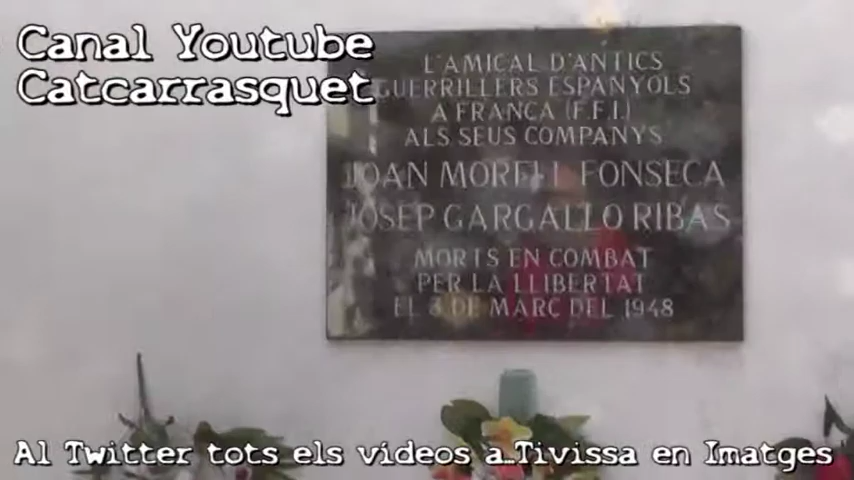 Canal Youtube
Catcarrasquet
L'AMICAL D'ANTICS
GUERRILLERS ESPANYOLS
A FRANÇA (F.F.I.)
ALS SEUS COMPANYS
JOAN MORELL FONSECA
JOSEP GARGALLO RIBAS
MORTS EN COMBAT
PER LA LLIBERTAT
EL 8 DE MARÇ DEL 1948
Al Twitter tots els vídeos a...Tivissa en Imatges